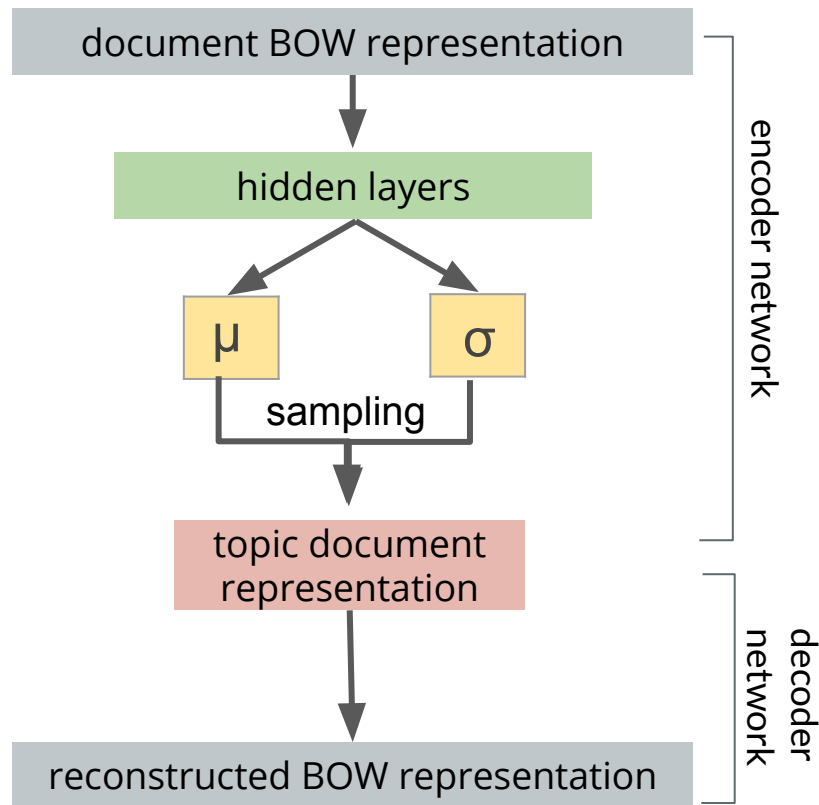 document BOW representation
hidden layers
μ
σ
sampling
topic document
representation
reconstructed BOW representation
encoder network
decoder
network